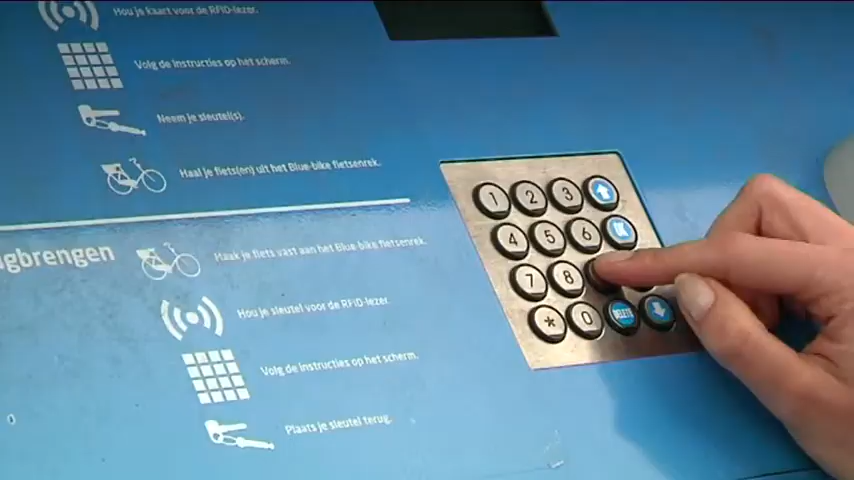 Hou je kaart voor de RFID-lezer.
Volg de instructies op het scherm.
Neem je sleutel(s).
Haal je fiets(en) uit het Blue-bike fietsenrek.
gbrengen
Haak je fiets vast aan het Blue-bike fietsenrek.
Hou je sleutel voor de RFID-lezer.
Volg de instructies op het scherm.
Plaats je sleutel terug.
1 2 3
4 5 6
7 8
* 0 DELETE